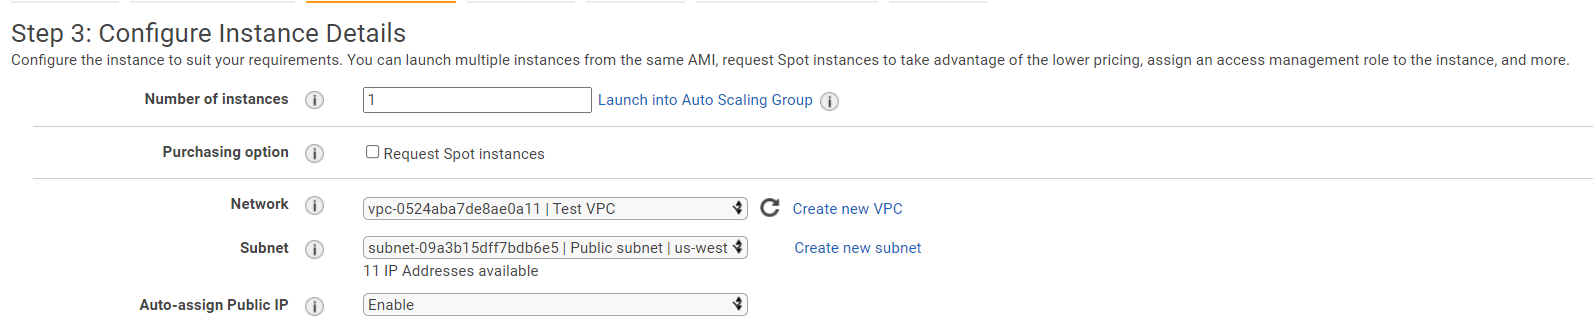 Step 3: Configure Instance Details
Configure the instance to suit your requirements. You can launch multiple instances from the same AMI, request Spot instances to take advantage of the lower pricing, assign an access management role to the instance, and more.
Number of instances 1 Launch into Auto Scaling Group
Purchasing option Request Spot instances
Network vpc-0524aba7de8ae0a11 | Test VPC Create new VPC
Subnet subnet-09a3b15dff7bdb6e5 | Public subnet | us-west Create new subnet
11 IP Addresses available
Auto-assign Public IP Enable